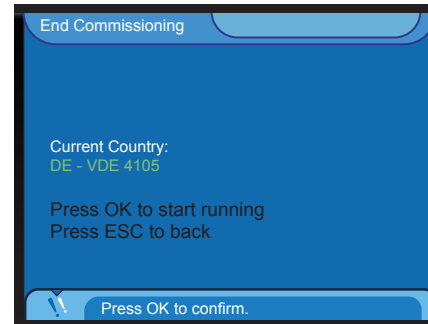 End Commissioning
Current Country:
DE - VDE 4105
Press OK to start running
Press ESC to back
Press OK to confirm.